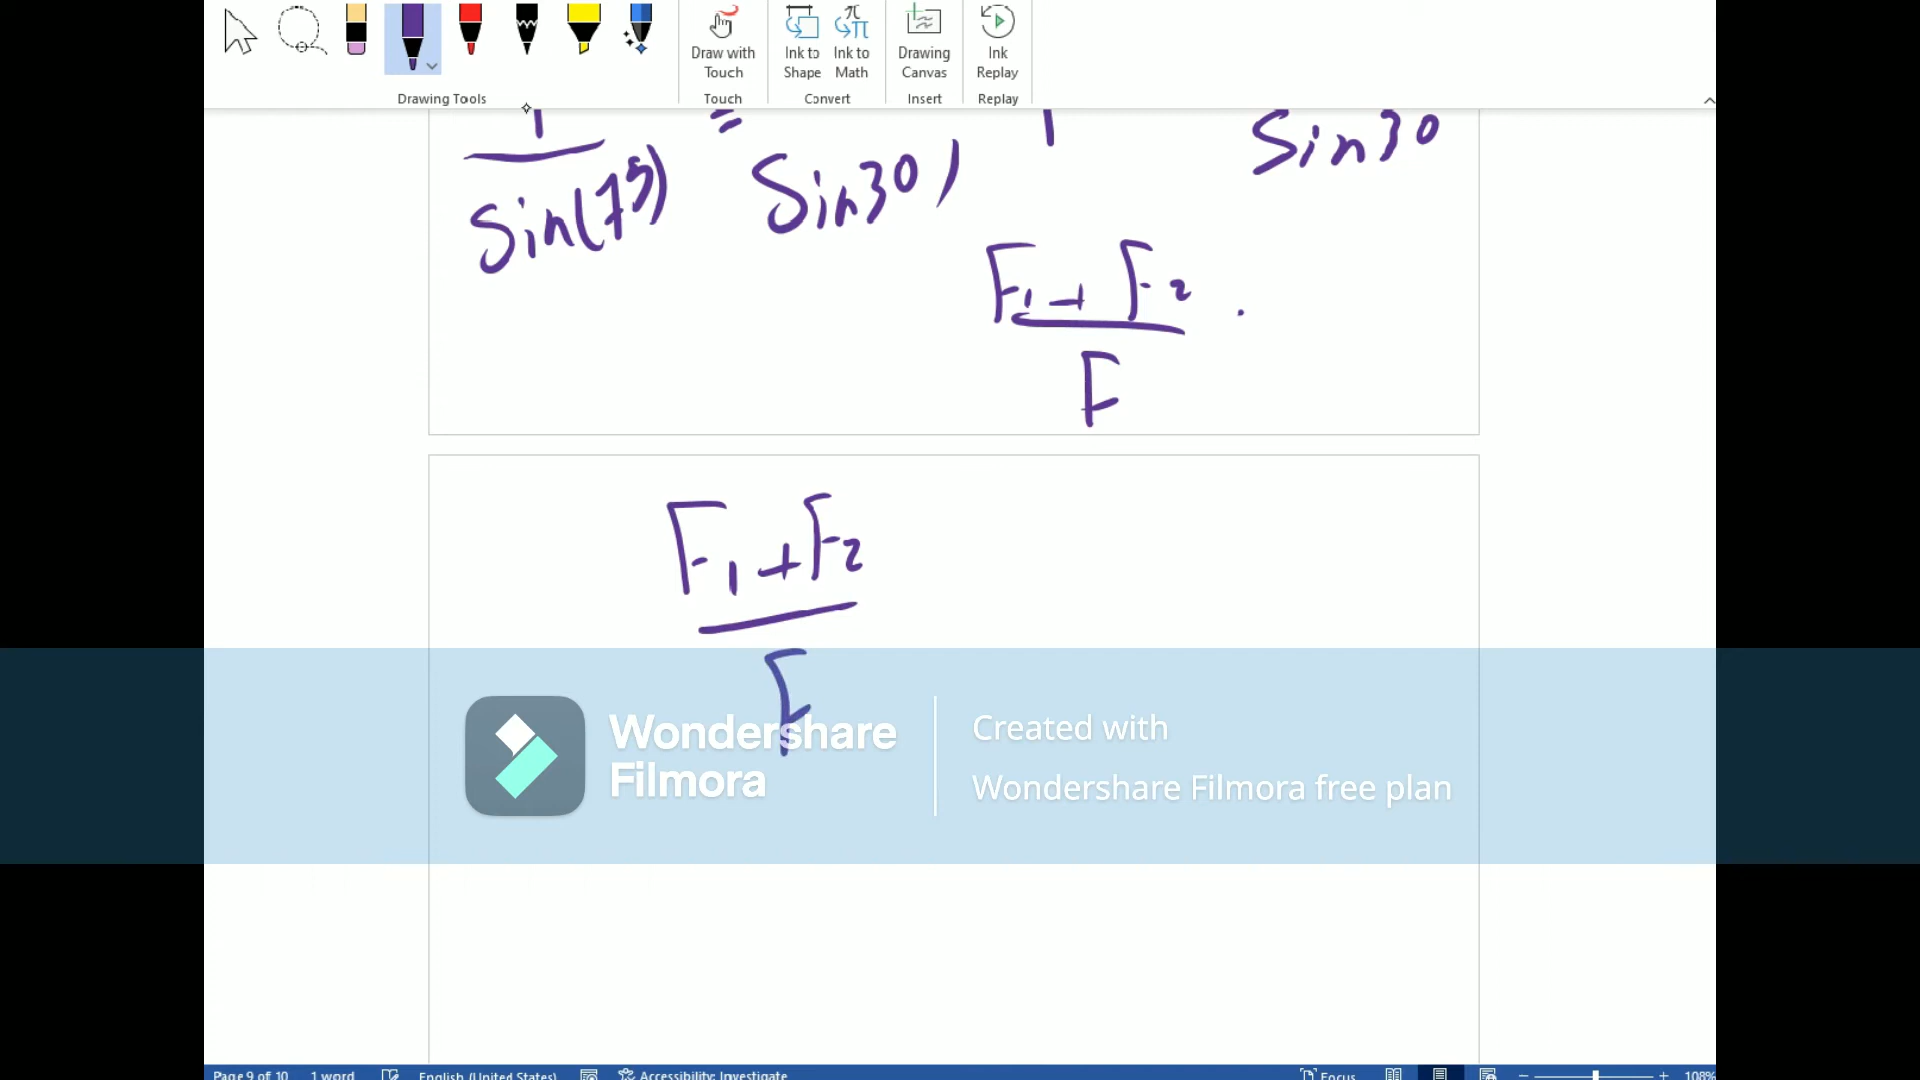 Draw with Touch
Ink to Shape
Ink to Math
Drawing Canvas
Ink Replay
Drawing Tools
Touch
Convert
Insert
Replay
1 = Sin30
Sin(75) Sin30)
F1 + F2 .
F
F1 + F2
F
Wondershare Filmora
Created with
Wondershare Filmora free plan
Page 9 of 10 1 word English (United States) Accessibility: Investigate Focus 108%